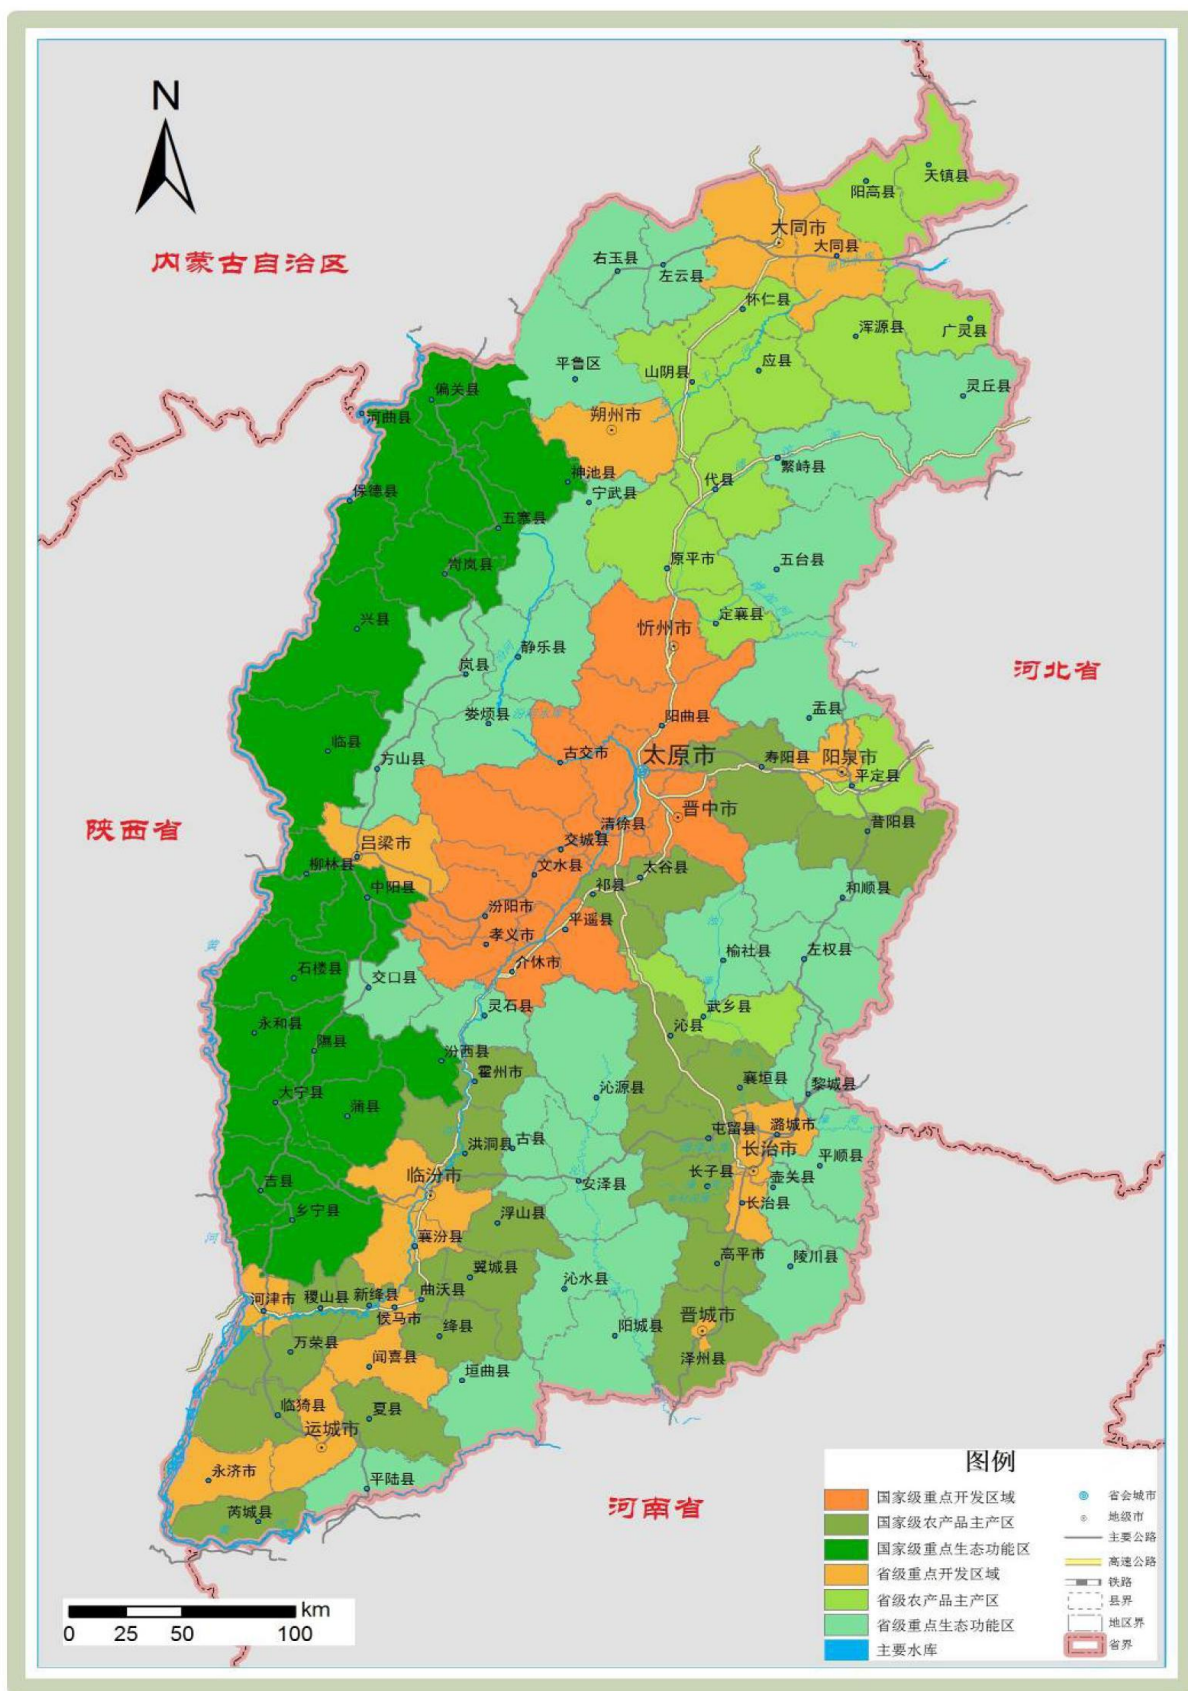 N
天镇县
阳高县
大同市
大同县
内蒙古自治区
右玉县
左云县
怀仁县
浑源县
广灵县
平鲁区
山阴县
应县
灵丘县
偏关县
河曲县
朔州市
神池县
宁武县
代县
繁峙县
保德县
五寨县
岢岚县
原平市
五台县
兴县
定襄县
忻州市
静乐县
岚县
河北省
娄烦县
汾河水库
阳曲县
盂县
临县
方山县
古交市
太原市
寿阳县
阳泉市
平定县
陕西省
吕梁市
晋中市
清徐县
交城县
昔阳县
柳林县
中阳县
文水县
太谷县
祁县
和顺县
汾阳市
平遥县
孝义市
黄
榆社县
左权县
介休市
石楼县
交口县
灵石县
武乡县
沁县
永和县
隰县
汾西县
霍州市
沁源县
襄垣县
黎城县
大宁县
蒲县
潞城市
屯留县
洪洞县
古县
长治市
平顺县
临汾市
吉县
安泽县
长子县
壶关县
长治县
乡宁县
浮山县
河
襄汾县
高平市
陵川县
翼城县
沁水县
河津市
稷山县
新绛县
曲沃县
侯马市
绛县
阳城县
晋城市
泽州县
万荣县
闻喜县
垣曲县
临猗县
夏县
运城市
永济市
平陆县
芮城县
河南省
图例
国家级重点开发区域
国家级农产品主产区
国家级重点生态功能区
省级重点开发区域
省级农产品主产区
省级重点生态功能区
主要水库
省会城市
地级市
主要公路
高速公路
铁路
县界
地区界
省界
km
0 25 50 100